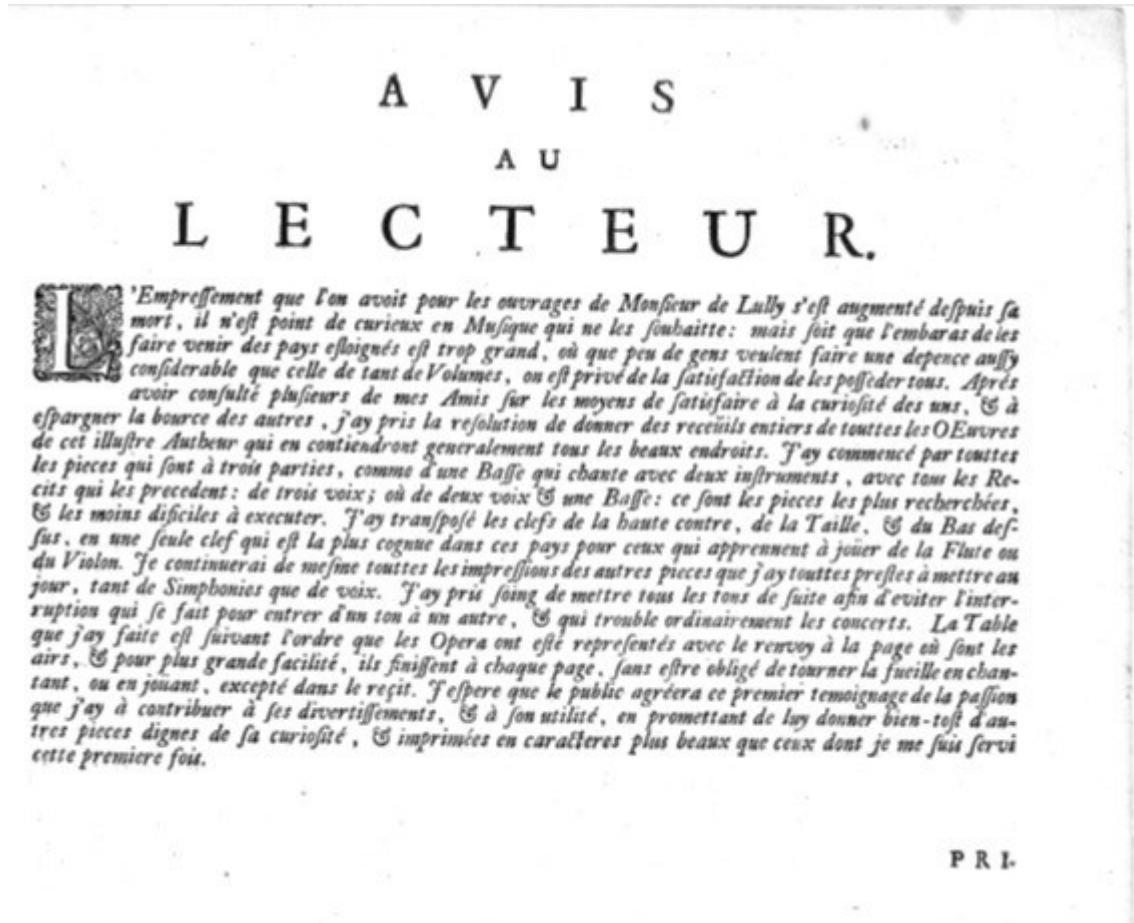 AVIS
AU
LECTEUR.
L'Empreſſement que l'on avoit pour les ouvrages de Monſieur de Lully s'eſt augmenté deſpuis ſa
mort, il n'eſt point de curieux en Muſique qui ne les ſouhaitte: mais ſoit que l'embaras de les
faire venir des pays eſloignés eſt trop grand, où que peu de gens veulent faire une depence auſſy
conſiderable que celle de tant de Volumes, on eſt privé de la ſatisfaction de les poſſeder tous. Aprés
avoir conſulté pluſieurs de mes Amis ſur les moyens de ſatisfaire à la curioſité des uns, & à
eſpargner la bource des autres, j'ay pris la reſolution de donner des receüils entiers de touttes les OEuvres
de cet illuſtre Autheur qui en contiendront generalement tous les beaux endroits. J'ay commencé par touttes
les pieces qui ſont à trois parties, comme d'une Baſſe qui chante avec deux inſtruments, avec tous les Re-
cits qui les precedent: de trois voix; où de deux voix & une Baſſe: ce ſont les pieces les plus recherchées,
& les moins dificiles à executer. J'ay tranſpoſé les clefs de la haute contre, de la Taille, & du Bas deſ-
ſus, en une ſeule clef qui eſt la plus cognue dans ces pays pour ceux qui apprennent à joüer de la Flute ou
du Violon. Je continuerai de meſme touttes les impreſſions des autres pieces que j'ay touttes preſtes à mettre au
jour, tant de Simphonies que de voix. J'ay pris ſoing de mettre tous les tons de ſuite afin d'eviter l'inter-
ruption qui ſe fait pour entrer d'un ton à un autre, & qui trouble ordinairement les concerts. La Table
que j'ay faite eſt ſuivant l'ordre que les Opera ont eſté repreſentés avec le renvoy à la page où ſont les
airs, & pour plus grande facilité, ils finiſſent à chaque page, ſans eſtre obligé de tourner la fueille en chan-
tant, ou en joüant, excepté dans le reçit. J'eſpere que le public agréera ce premier temoignage de la paſſion
que j'ay à contribuer à ſes divertiſſements, & à ſon utilité, en promettant de luy donner bien-toſt d'au-
tres pieces dignes de ſa curioſité, & imprimées en caracteres plus beaux que ceux dont je me ſuis ſervi
cette premiere fois.
PRI-